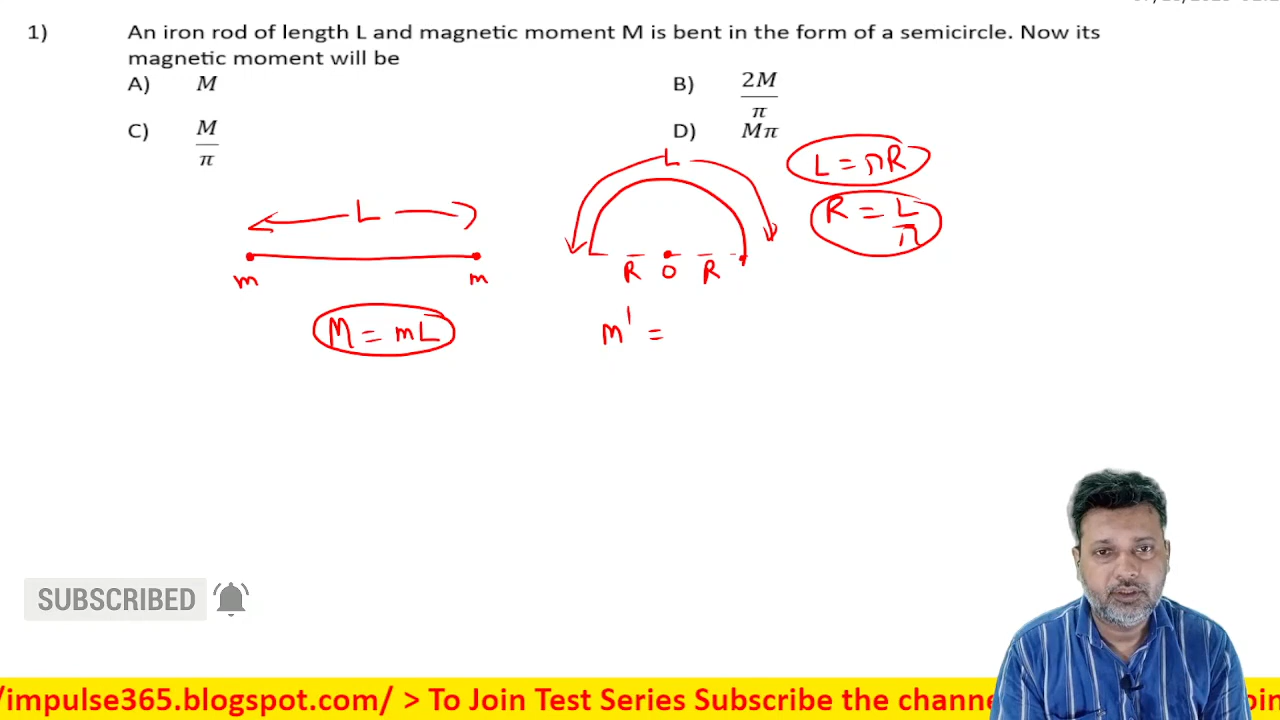 1) An iron rod of length L and magnetic moment M is bent in the form of a semicircle. Now its
magnetic moment will be
A) M B) 2M/π
C) M/π D) Mπ
L
L = πR
R = L/π
L
m m
R O R
M = mL
m' =
SUBSCRIBED
/impulse365.blogspot.com/ > To Join Test Series Subscribe the channe